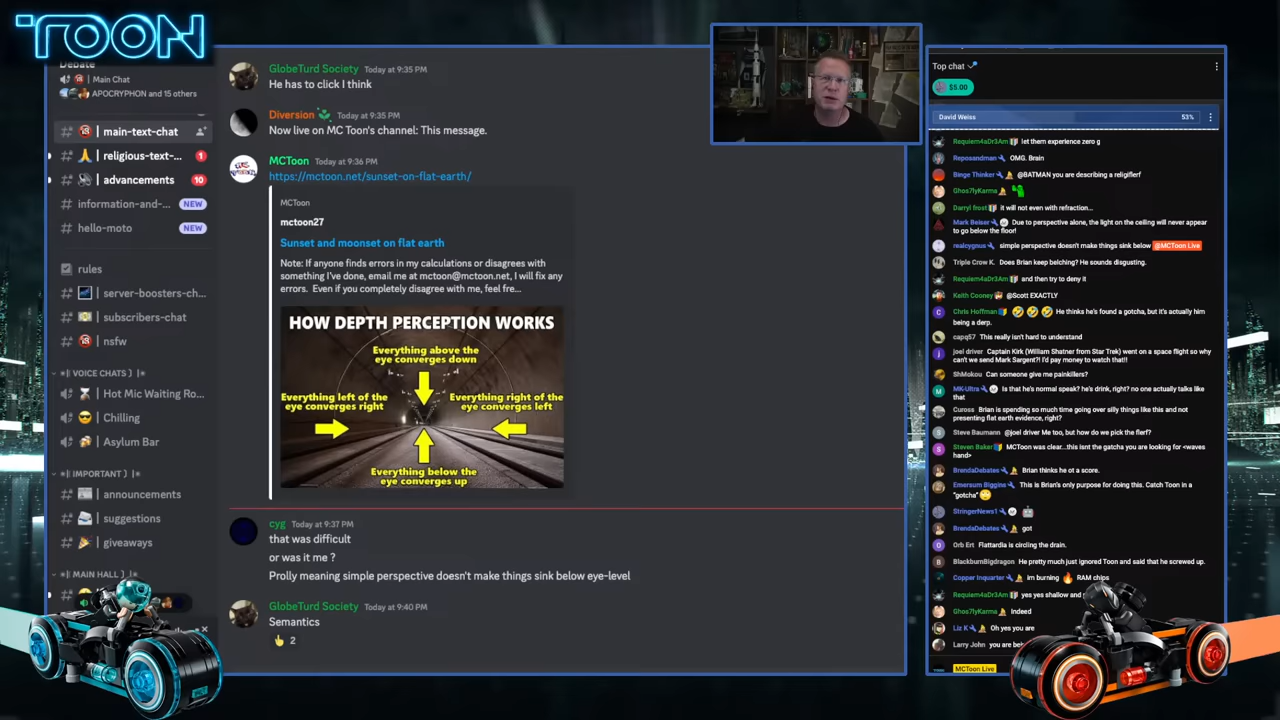 TOON
Debate
Main Chat
APOCRYPHON and 15 others
# | main-text-chat
# | religious-text-... 1
# | advancements 10
# information-and-... NEW
# hello-moto NEW
rules
# | server-boosters-ch...
# | subscribers-chat
# | nsfw
VOICE CHATS
| Hot Mic Waiting Ro...
| Chilling
| Asylum Bar
IMPORTANT
# | announcements
# | suggestions
# | giveaways
MAIN HALL
GlobeTurd Society Today at 9:35 PM
He has to click I think
Diversion Today at 9:35 PM
Now live on MC Toon's channel: This message.
MCToon Today at 9:36 PM
https://mctoon.net/sunset-on-flat-earth/
MCToon
mctoon27
Sunset and moonset on flat earth
Note: If anyone finds errors in my calculations or disagrees with
something I've done, email me at mctoon@mctoon.net, I will fix any
errors. Even if you completely disagree with me, feel fre...
HOW DEPTH PERCEPTION WORKS
Everything above the
eye converges down
Everything left of the
eye converges right
Everything right of the
eye converges left
Everything below the
eye converges up
cyg Today at 9:37 PM
that was difficult
or was it me ?
Prolly meaning simple perspective doesn't make things sink below eye-level
GlobeTurd Society Today at 9:40 PM
Semantics
2
Top chat
$5.00
David Weiss 53%
Requiem4aDr3Am let them experience zero g
Reposandman OMG. Brain
Binge Thinker @BATMAN you are describing a religiflerf
Ghos7lyKarma
Darryl frost it will not even with refraction...
Mark Beiser Due to perspective alone, the light on the ceiling will never appear
to go below the floor!
realcygnus simple perspective doesn't make things sink below @MCToon Live
Triple Crow K. Does Brian keep belching? He sounds disgusting.
Requiem4aDr3Am and then try to deny it
Keith Cooney @Scott EXACTLY
Chris Hoffman 🤣 🤣 🤣 He thinks he's found a gotcha, but it's actually him
being a derp.
capq57 This really isn't hard to understand
joel driver Captain Kirk (William Shatner from Star Trek) went on a space flight so why
can't we send Mark Sargent?! I'd pay money to watch that!!
ShMokou Can someone give me painkillers?
MK-Ultra Is that he's normal speak? he's drink, right? no one actually talks like
that
Cuross Brian is spending so much time going over silly things like this and not
presenting flat earth evidence, right?
Steve Baumann @joel driver Me too, but how do we pick the flerf?
Steven Baker MCToon was clear...this isnt the gatcha you are looking for <waves
hand>
BrendaDebates Brian thinks he ot a score.
Emersum Biggins This is Brian's only purpose for doing this. Catch Toon in a
"gotcha" 🙄
StringerNews1 🤖
BrendaDebates got
Orb Ert Flattardia is circling the drain.
BlackburnBigdragon He pretty much just ignored Toon and said that he screwed up.
Copper Inquarter im burning 🔥 RAM chips
Requiem4aDr3Am yes yes shallow and
Ghos7lyKarma Indeed
Liz K Oh yes you are
Larry John you are
MCToon Live